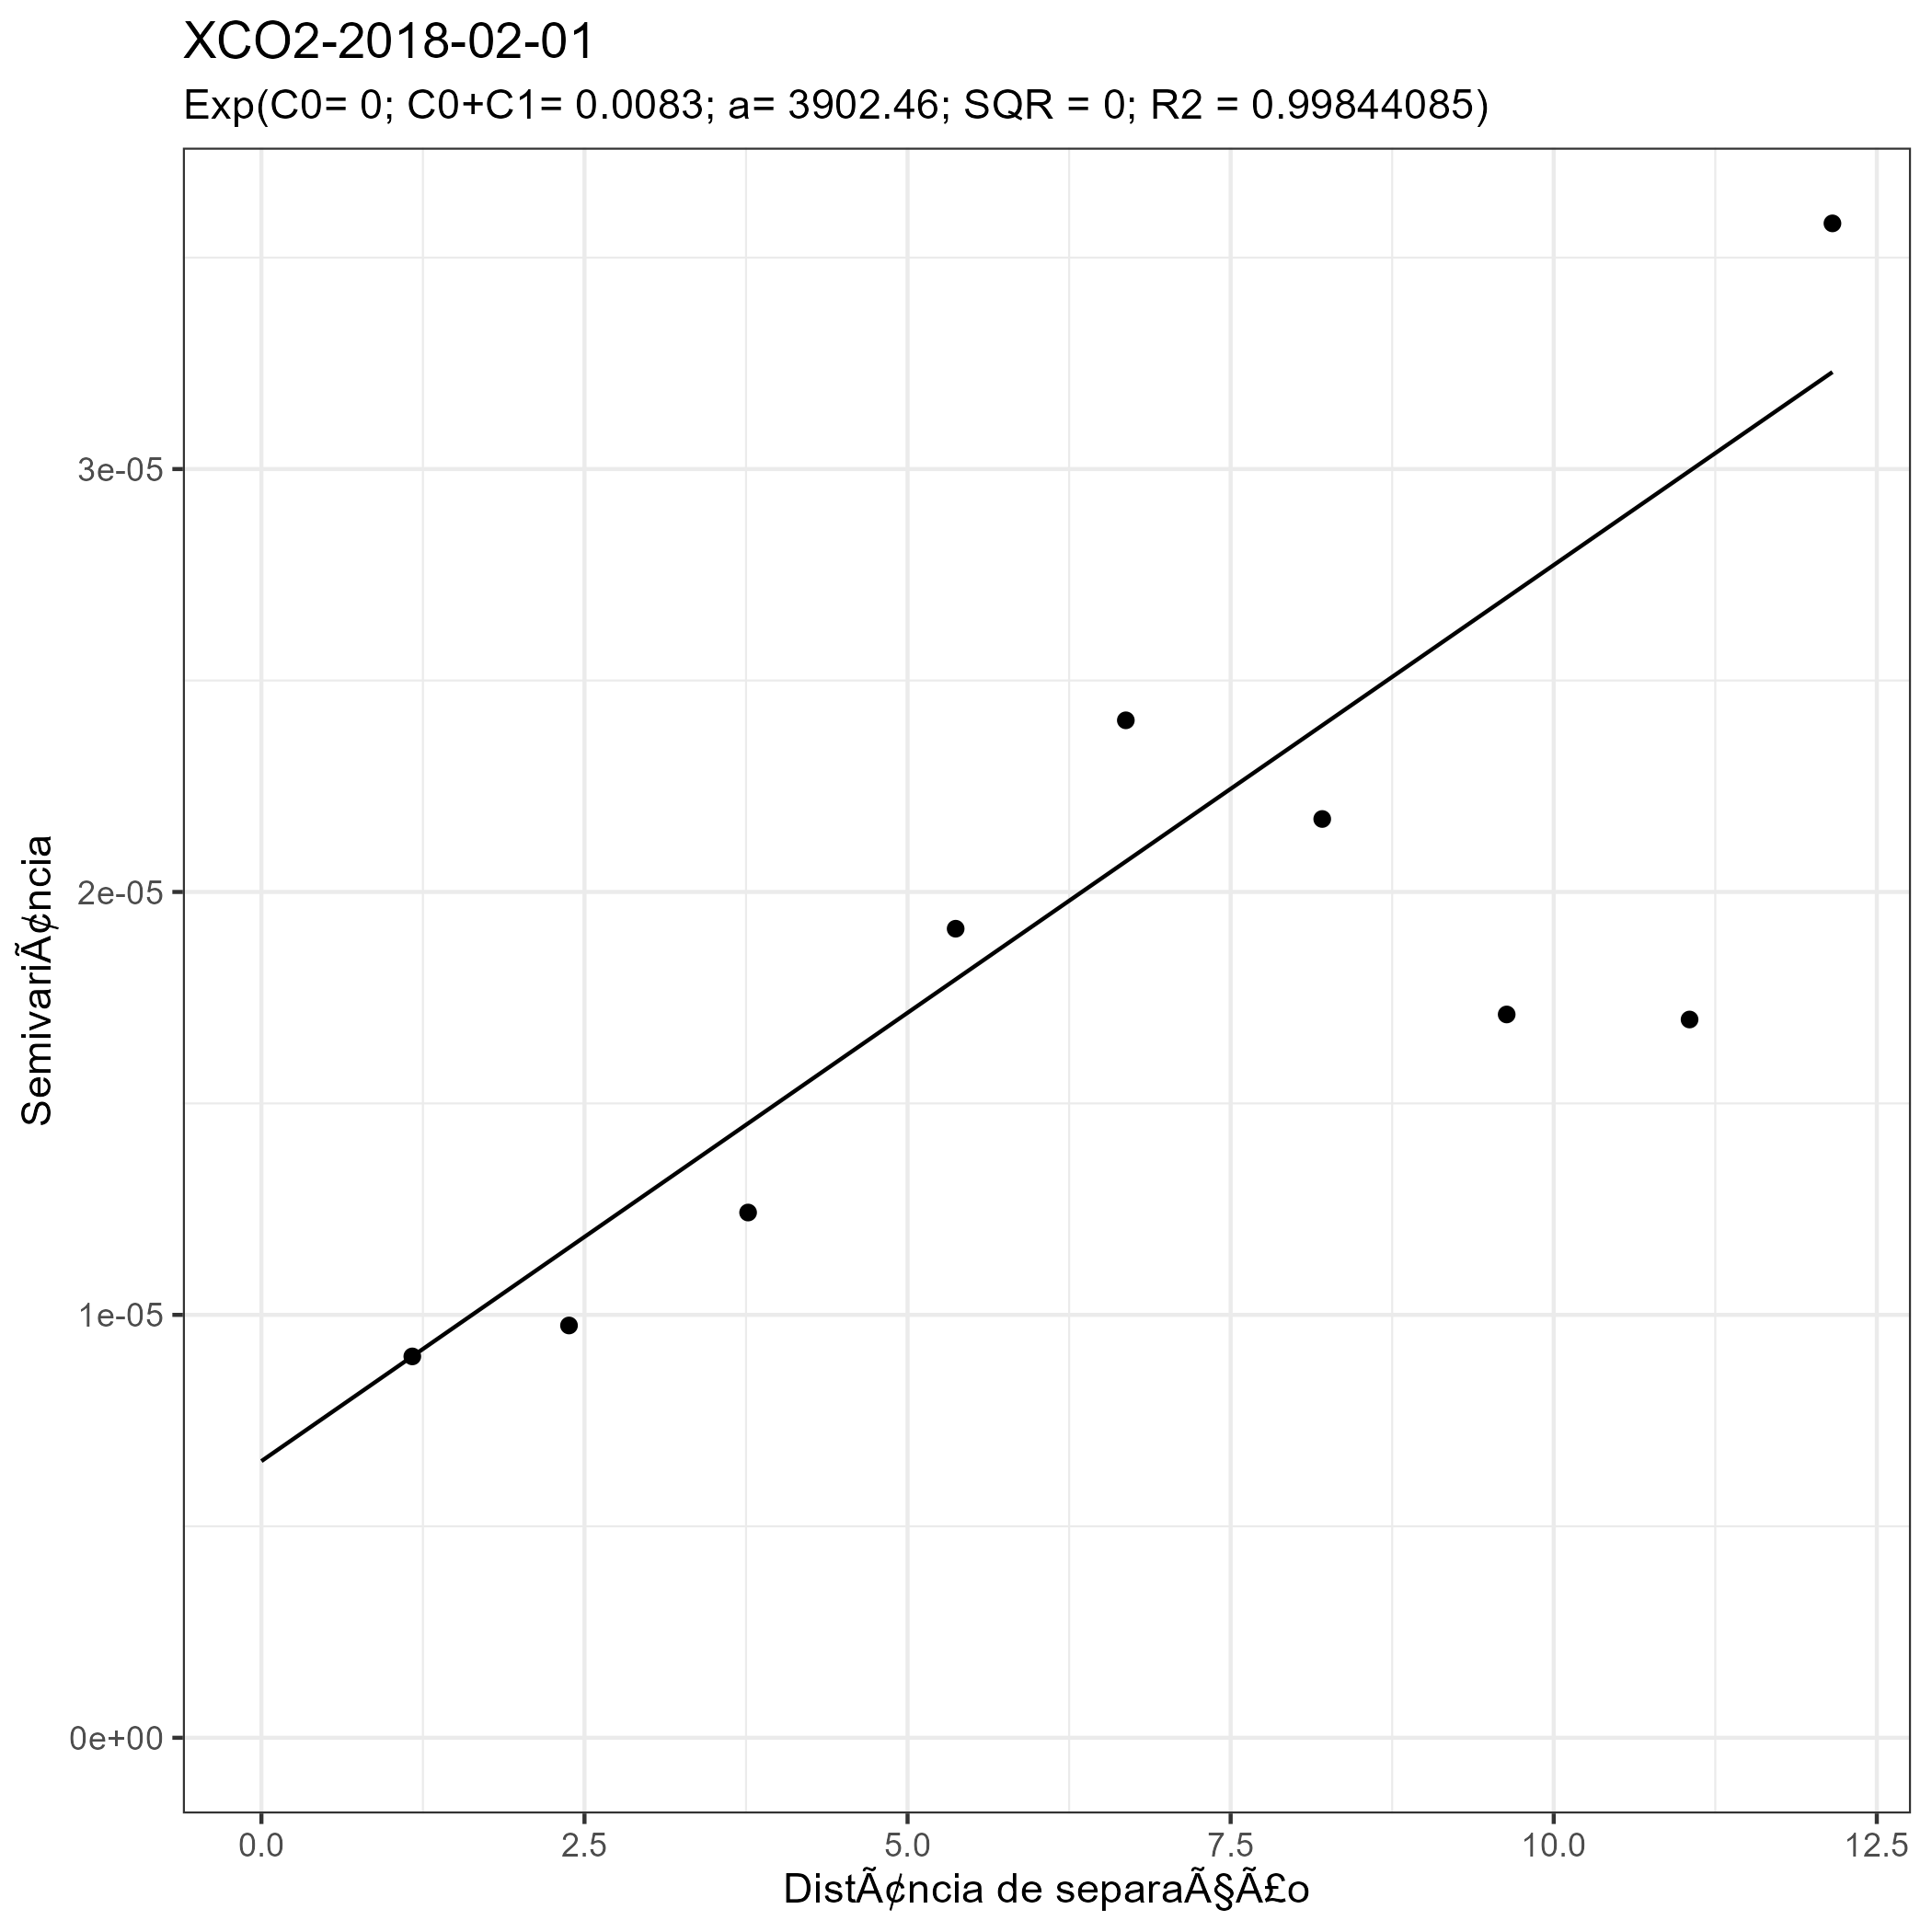 XCO2-2018-02-01
Exp(C0= 0; C0+C1= 0.0083; a= 3902.46; SQR = 0; R2 = 0.99844085)
SemivariÃ¢ncia
3e-05
2e-05
1e-05
0e+00
0.0 2.5 5.0 7.5 10.0 12.5
DistÃ¢ncia de separaÃ§Ã£o